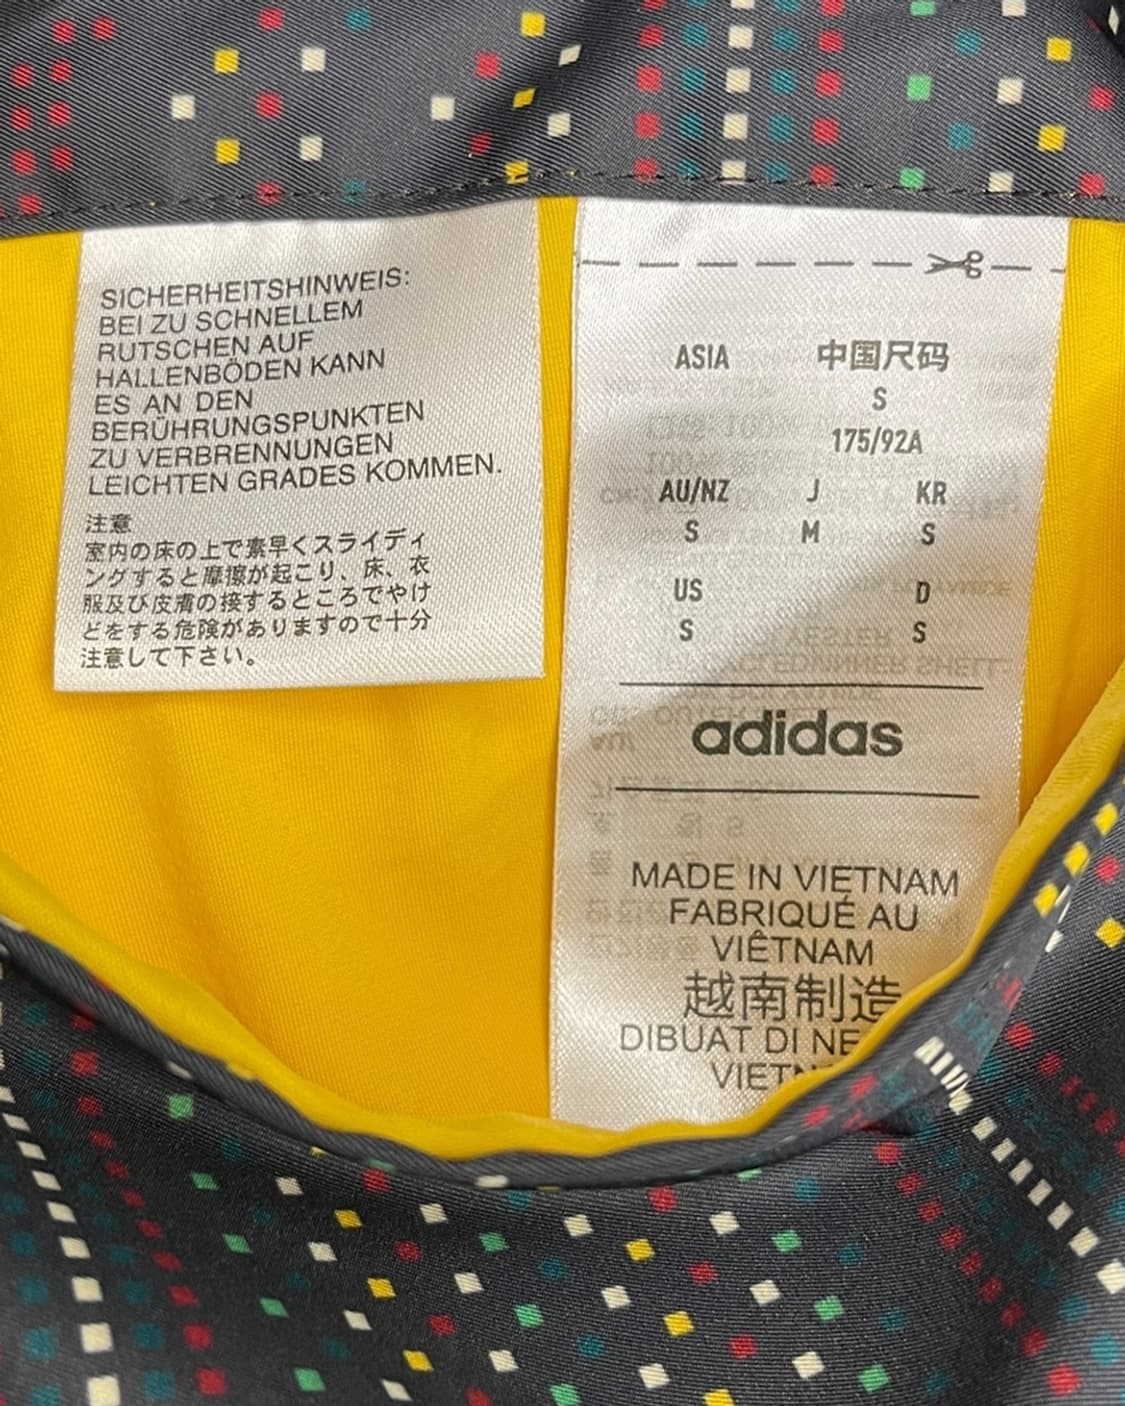 SICHERHEITSHINWEIS:
BEI ZU SCHNELLEM
RUTSCHEN AUF
HALLENBÖDEN KANN
ES AN DEN
BERÜHRUNGSPUNKTEN
ZU VERBRENNUNGEN
LEICHTEN GRADES KOMMEN.
注意
室内の床の上で素早くスライディ
ングすると摩擦が起こり、床、衣
服及び皮膚の接するところでやけ
どをする危険がありますので十分
注意して下さい。
ASIA 中国尺码
S
175/92A
AU/NZ J KR
S M S
US D
S S
adidas
MADE IN VIETNAM
FABRIQUÉ AU
VIÊTNAM
越南制造
DIBUAT DI